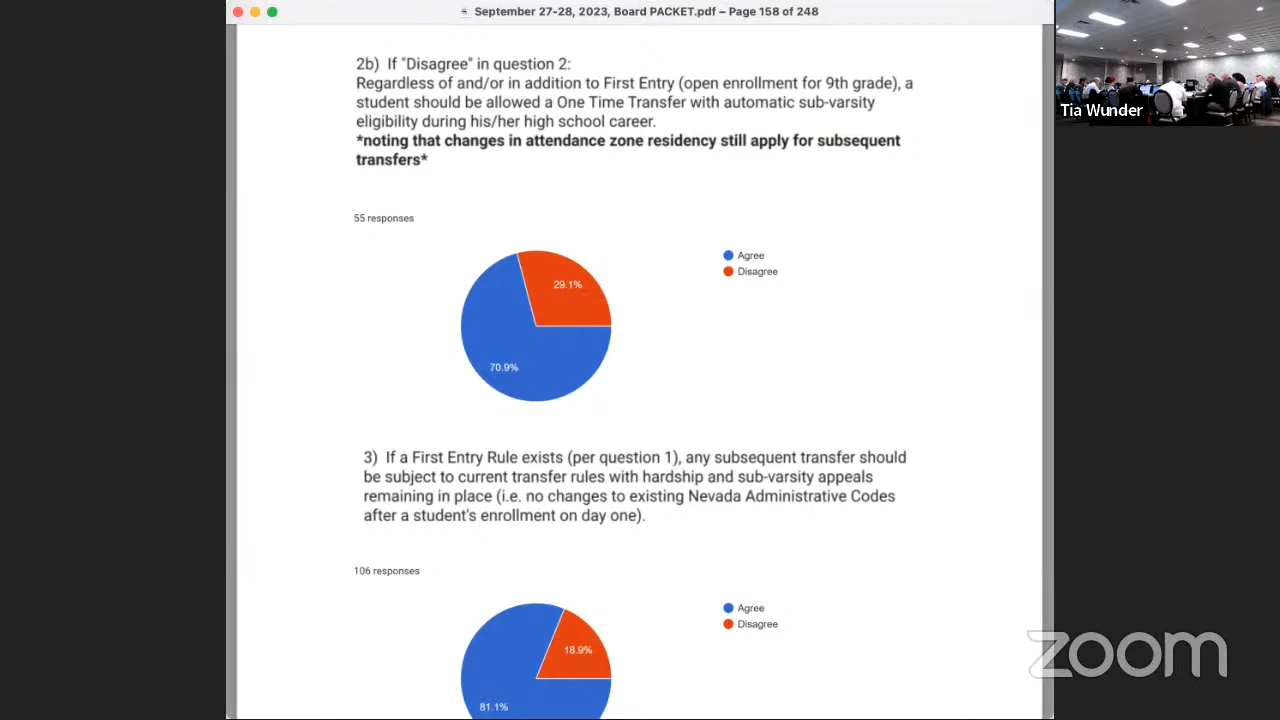 September 27-28, 2023, Board PACKET.pdf – Page 158 of 248
Tia Wunder
2b) If "Disagree" in question 2:
Regardless of and/or in addition to First Entry (open enrollment for 9th grade), a
student should be allowed a One Time Transfer with automatic sub-varsity
eligibility during his/her high school career.
*noting that changes in attendance zone residency still apply for subsequent
transfers*
55 responses
Agree
Disagree
29.1%
70.9%
3) If a First Entry Rule exists (per question 1), any subsequent transfer should
be subject to current transfer rules with hardship and sub-varsity appeals
remaining in place (i.e. no changes to existing Nevada Administrative Codes
after a student's enrollment on day one).
106 responses
Agree
Disagree
18.9%
81.1%
zoom